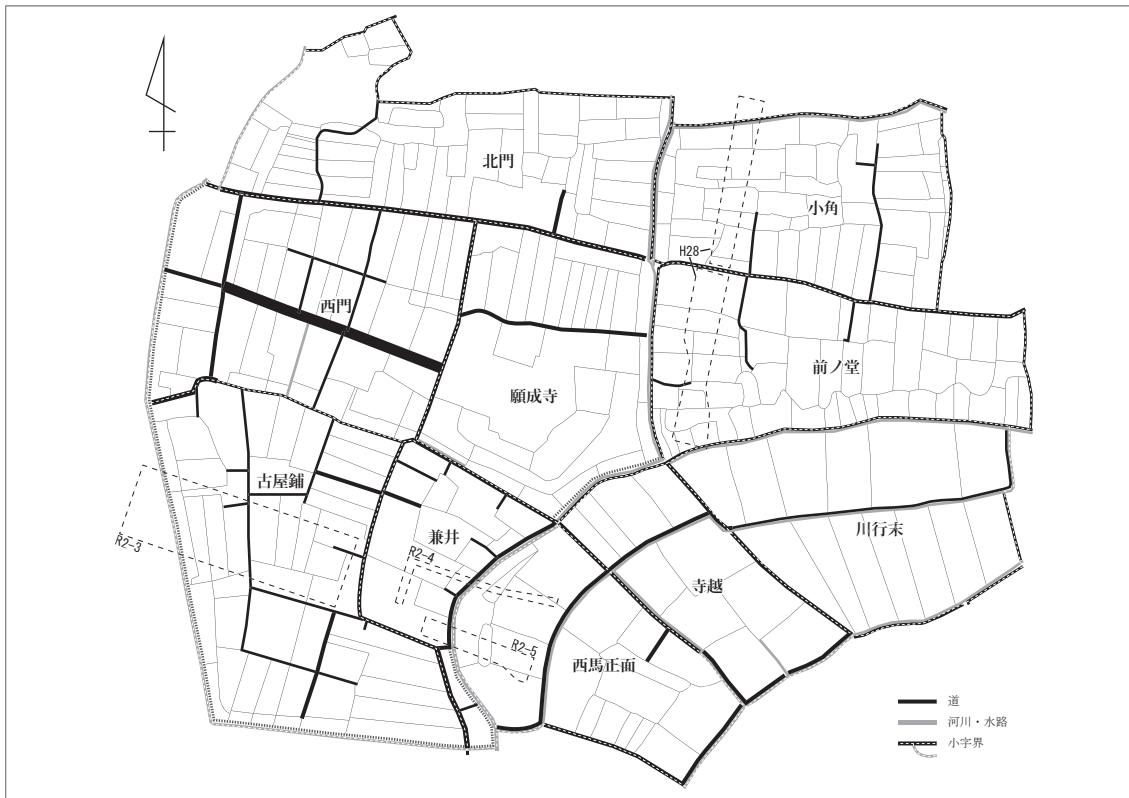 北門
小角
H28
西門
前ノ堂
願成寺
古屋鋪
兼井
川行末
R2-3
R2-4
寺越
R2-5
西馬正面
道
河川・水路
小字界